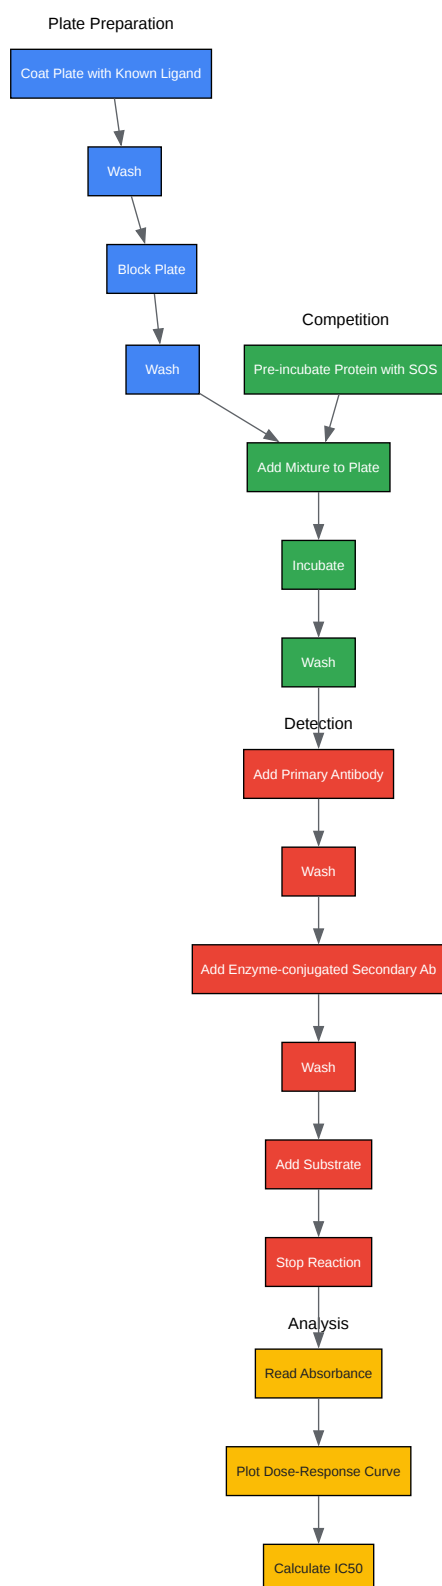 Plate Preparation
Coat Plate with Known Ligand
Wash
Block Plate
Wash
Competition
Pre-incubate Protein with SOS
Add Mixture to Plate
Incubate
Wash
Detection
Add Primary Antibody
Wash
Add Enzyme-conjugated Secondary Ab
Wash
Add Substrate
Stop Reaction
Analysis
Read Absorbance
Plot Dose-Response Curve
Calculate IC50